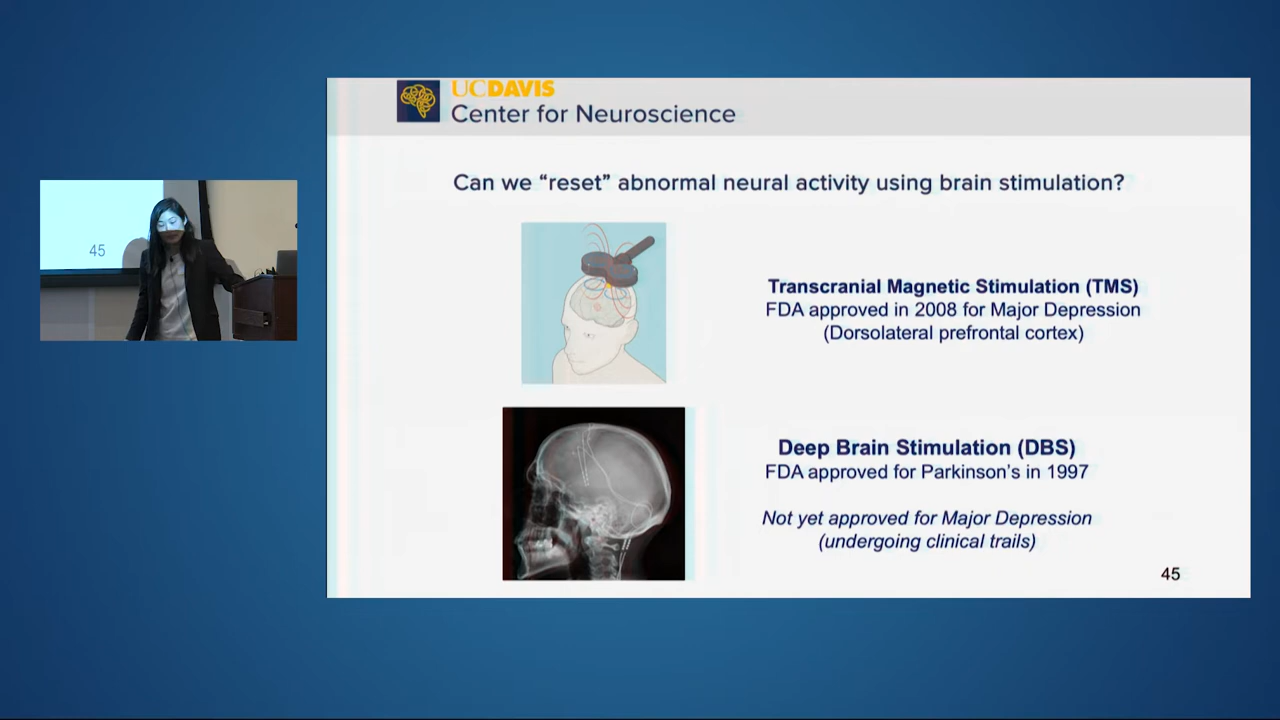 UCDAVIS
Center for Neuroscience
Can we “reset” abnormal neural activity using brain stimulation?
45
Transcranial Magnetic Stimulation (TMS)
FDA approved in 2008 for Major Depression
(Dorsolateral prefrontal cortex)
Deep Brain Stimulation (DBS)
FDA approved for Parkinson’s in 1997
Not yet approved for Major Depression
(undergoing clinical trails)
45